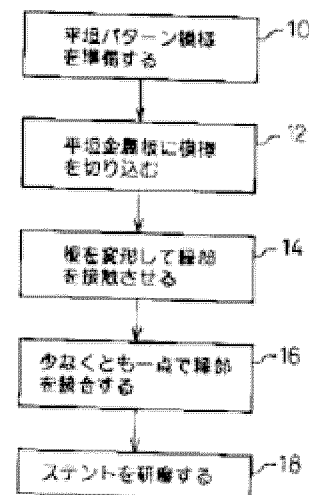 平坦パターン模様
を準備する
10
平坦金属板に模様
を切り込む
12
板を変形して縁部
を接触させる
14
少なくとも一点で縁部
を接合する
16
ステントを研磨する
18